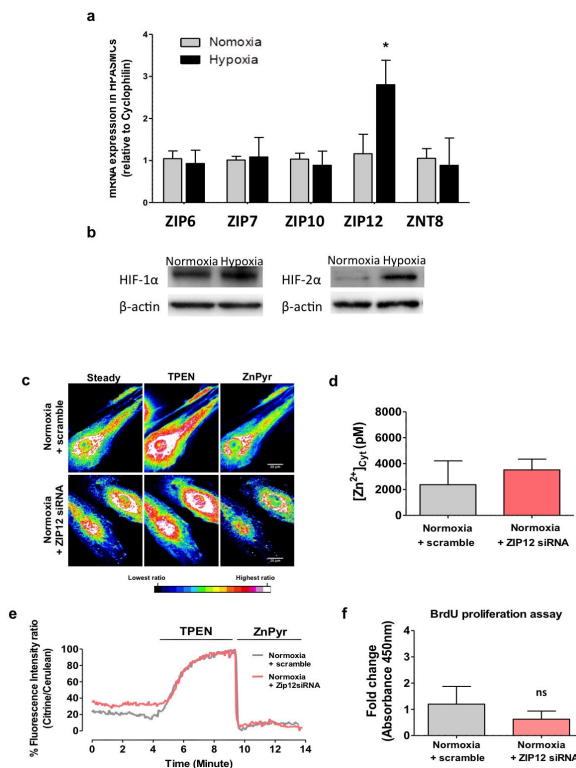 a
mRNA expression in HPASMCs
(relative to Cyclophilin)
4
3
2
1
0
Nomoxia
Hypoxia
*
ZIP6 ZIP7 ZIP10 ZIP12 ZNT8
b
Normoxia Hypoxia
HIF-1α
β-actin
Normoxia Hypoxia
HIF-2α
β-actin
c
Steady TPEN ZnPyr
Normoxia
+ scramble
Normoxia
+ ZIP12 siRNA
Lowest ratio Highest ratio
d
[Zn2+]Cyt (pM)
8000
6000
4000
2000
0
Normoxia
+ scramble
Normoxia
+ ZIP12 siRNA
e
TPEN ZnPyr
Normoxia
+ scramble
Normoxia
+ Zip12siRNA
% Fluorescence Intensity ratio
(Citrine/Cerulean)
100
80
60
40
20
0 2 4 6 8 10 12 14
Time (Minute)
f
BrdU proliferation assay
Fold change
(Absorbance 450nm)
4
3
2
1
0
ns
Normoxia
+ scramble
Normoxia
+ ZIP12 siRNA